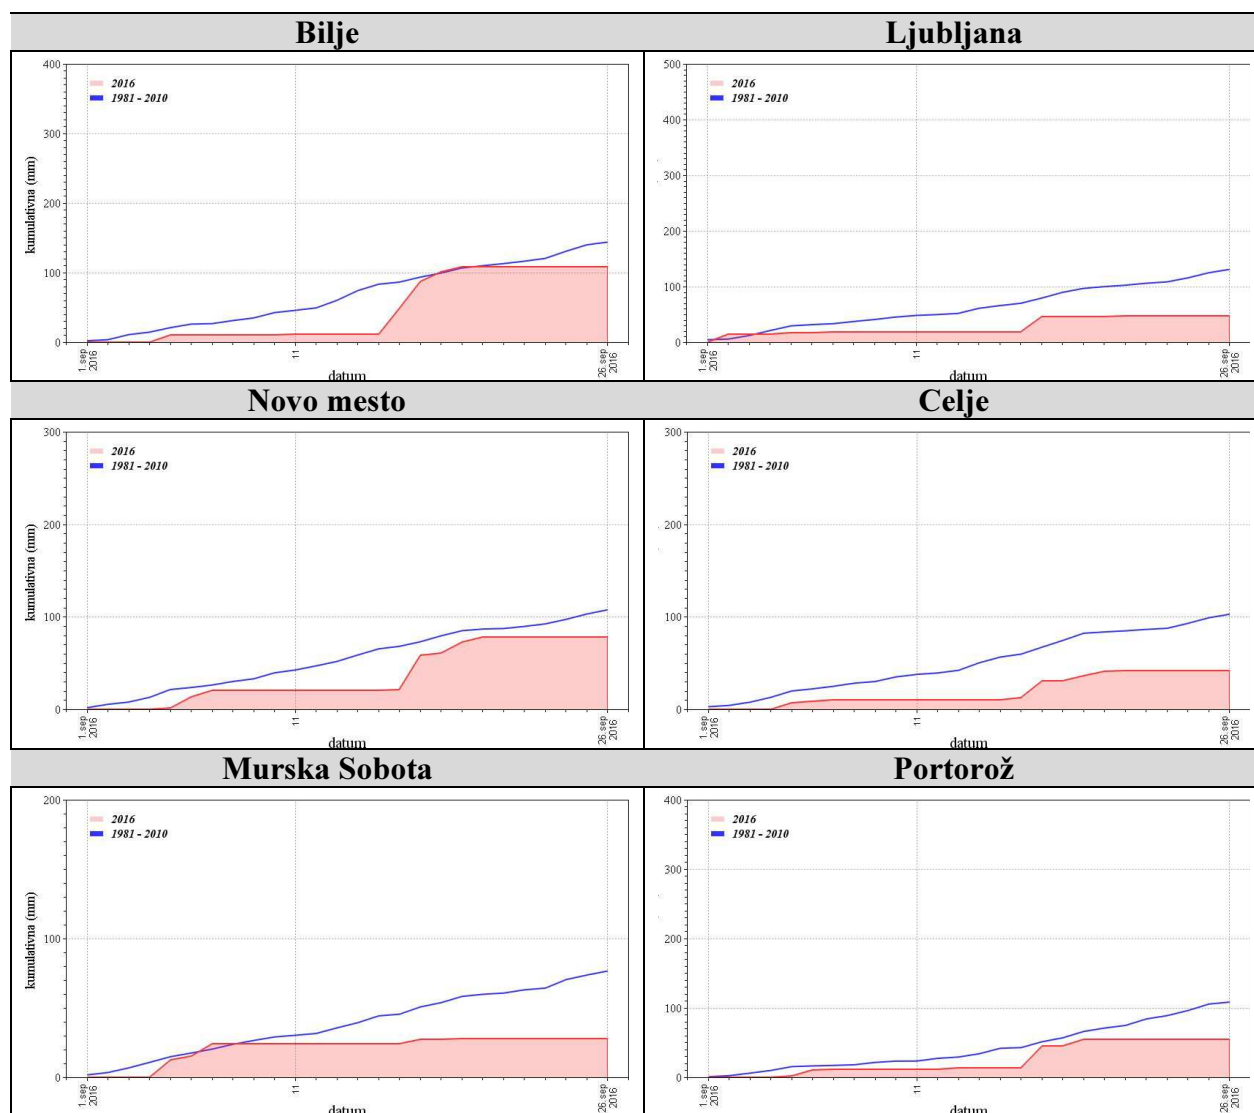 Bilje
Ljubljana
400
300
200
100
0
kumulativna (mm)
2016
1981 - 2010
1.sep
2016
11
26.sep
2016
datum
500
400
300
200
100
0
2016
1981 - 2010
1.sep
2016
11
26.sep
2016
datum
Novo mesto
Celje
300
200
100
0
kumulativna (mm)
2016
1981 - 2010
1.sep
2016
11
26.sep
2016
datum
300
200
100
0
2016
1981 - 2010
1.sep
2016
11
26.sep
2016
datum
Murska Sobota
Portorož
200
100
0
kumulativna (mm)
2016
1981 - 2010
1.sep
2016
11
26.sep
2016
400
300
200
100
0
2016
1981 - 2010
1.sep
2016
11
26.sep
2016